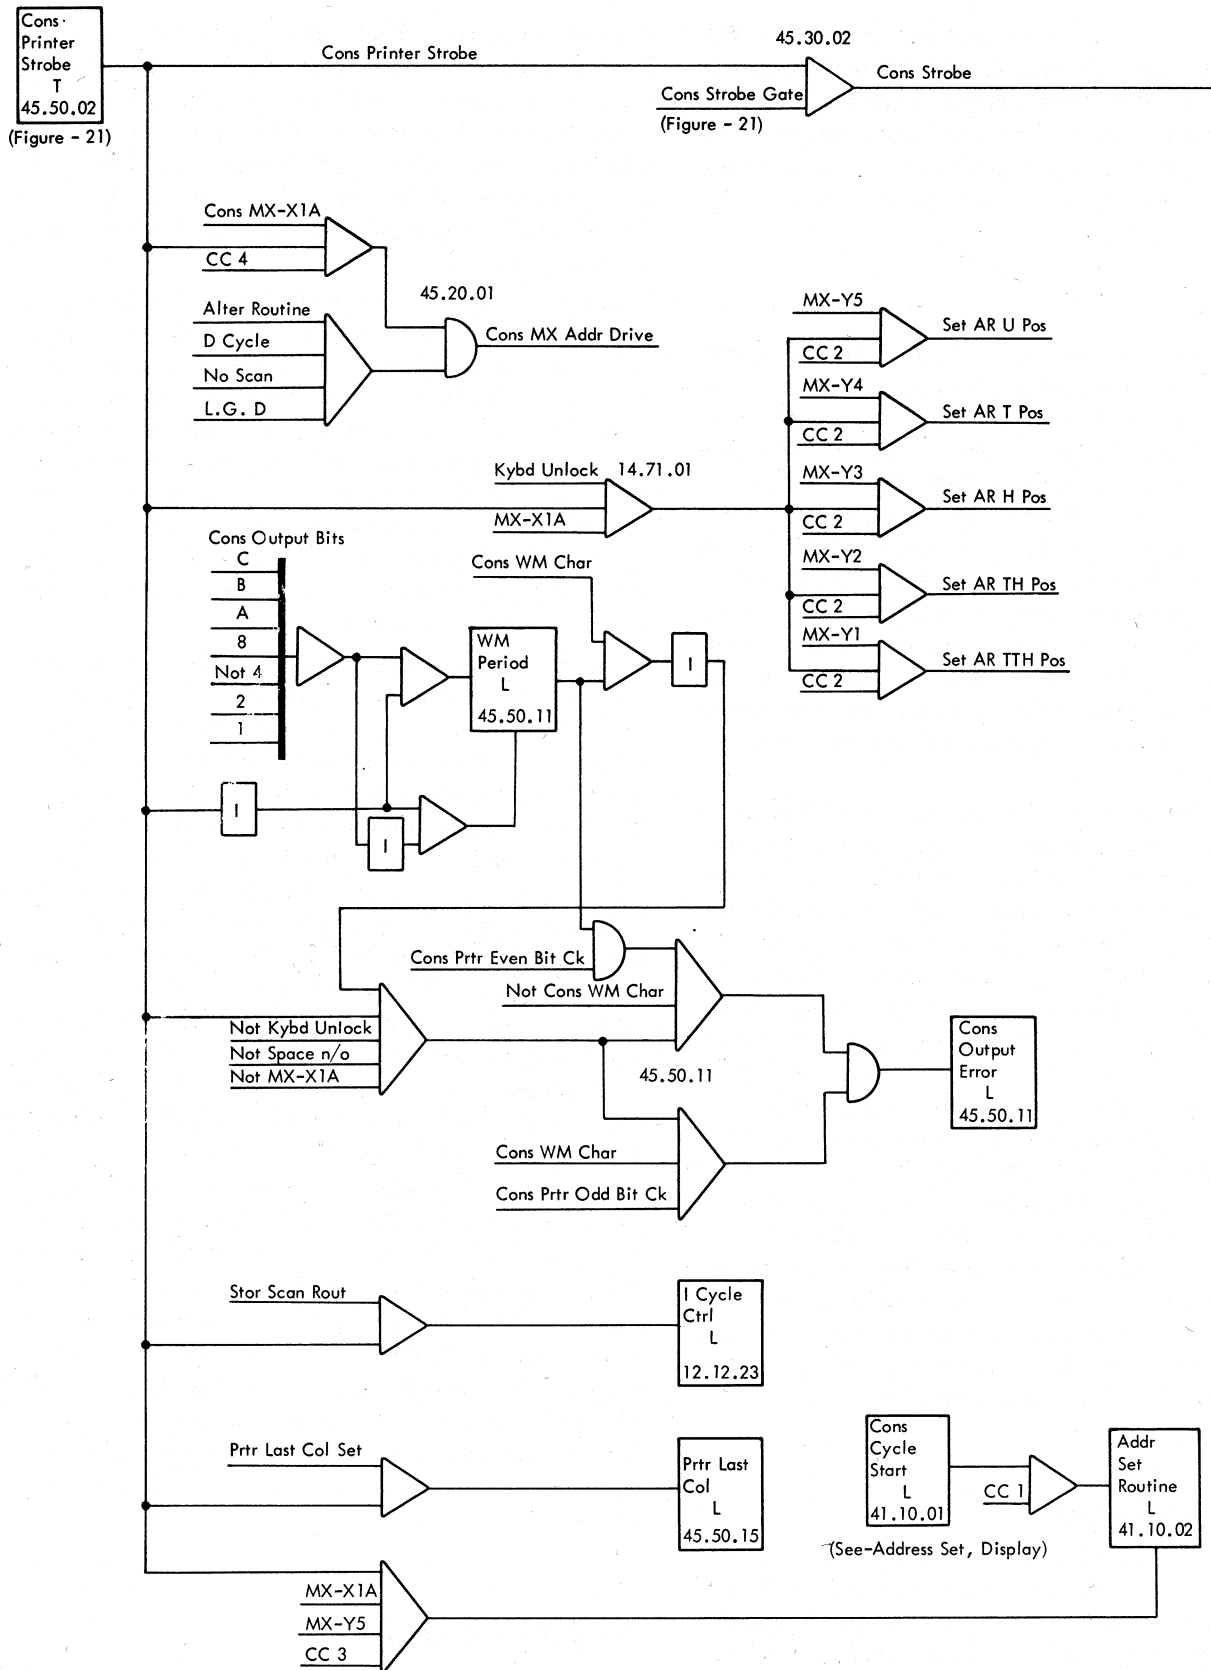 Cons
Printer
Strobe
T
45.50.02
(Figure - 21)
Cons Printer Strobe
45.30.02
Cons Strobe Gate
(Figure - 21)
Cons Strobe
Cons MX-X1A
CC 4
45.20.01
Alter Routine
D Cycle
No Scan
L.G. D
Cons MX Addr Drive
MX-Y5
CC 2
Set AR U Pos
MX-Y4
CC 2
Set AR T Pos
Kybd Unlock
14.71.01
MX-X1A
MX-Y3
CC 2
Set AR H Pos
MX-Y2
CC 2
Set AR TH Pos
MX-Y1
CC 2
Set AR TTH Pos
Cons Output Bits
C
B
A
8
Not 4
2
1
Cons WM Char
WM
Period
L
45.50.11
I
I
I
Cons Prtr Even Bit Ck
Not Cons WM Char
Not Kybd Unlock
Not Space n/o
Not MX-X1A
45.50.11
Cons
Output
Error
L
45.50.11
Cons WM Char
Cons Prtr Odd Bit Ck
Stor Scan Rout
I Cycle
Ctrl
L
12.12.23
Prtr Last Col Set
Prtr Last
Col
L
45.50.15
Cons
Cycle
Start
L
41.10.01
CC 1
Addr
Set
Routine
L
41.10.02
(See-Address Set, Display)
MX-X1A
MX-Y5
CC 3